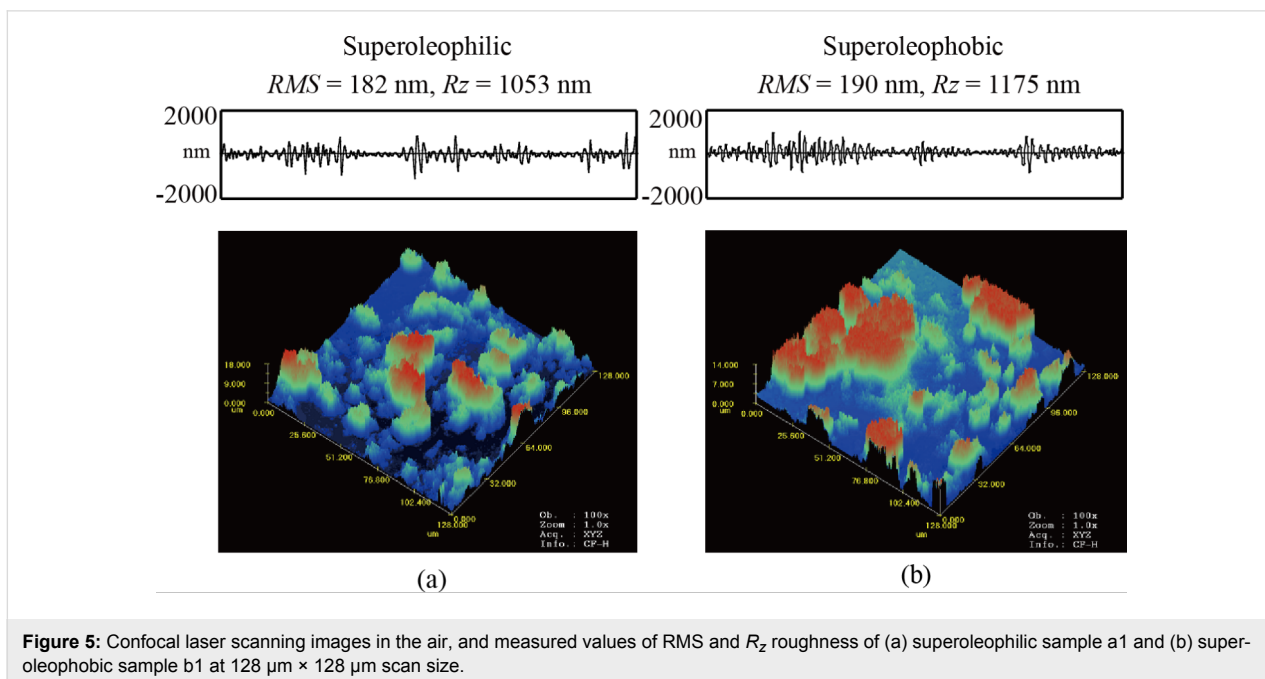 Superoleophilic
RMS = 182 nm, Rz = 1053 nm
2000
nm
-2000
Superoleophobic
RMS = 190 nm, Rz = 1175 nm
2000
nm
-2000
18.000
9.000
0.000
um
0.000
25.600
51.200
76.800
102.400
128.000
um
0.000
32.000
64.000
96.000
128.000
Ob. : 100x
Zoom : 1.0x
Acq. : XYZ
Info. : CF-H
(a)
14.000
7.000
0.000
um
0.000
25.600
51.200
76.800
102.400
128.000
um
0.000
32.000
64.000
96.000
128.000
Ob. : 100x
Zoom : 1.0x
Acq. : XYZ
Info. : CF-H
(b)
Figure 5: Confocal laser scanning images in the air, and measured values of RMS and Rz roughness of (a) superoleophilic sample a1 and (b) super-
oleophobic sample b1 at 128 μm × 128 μm scan size.